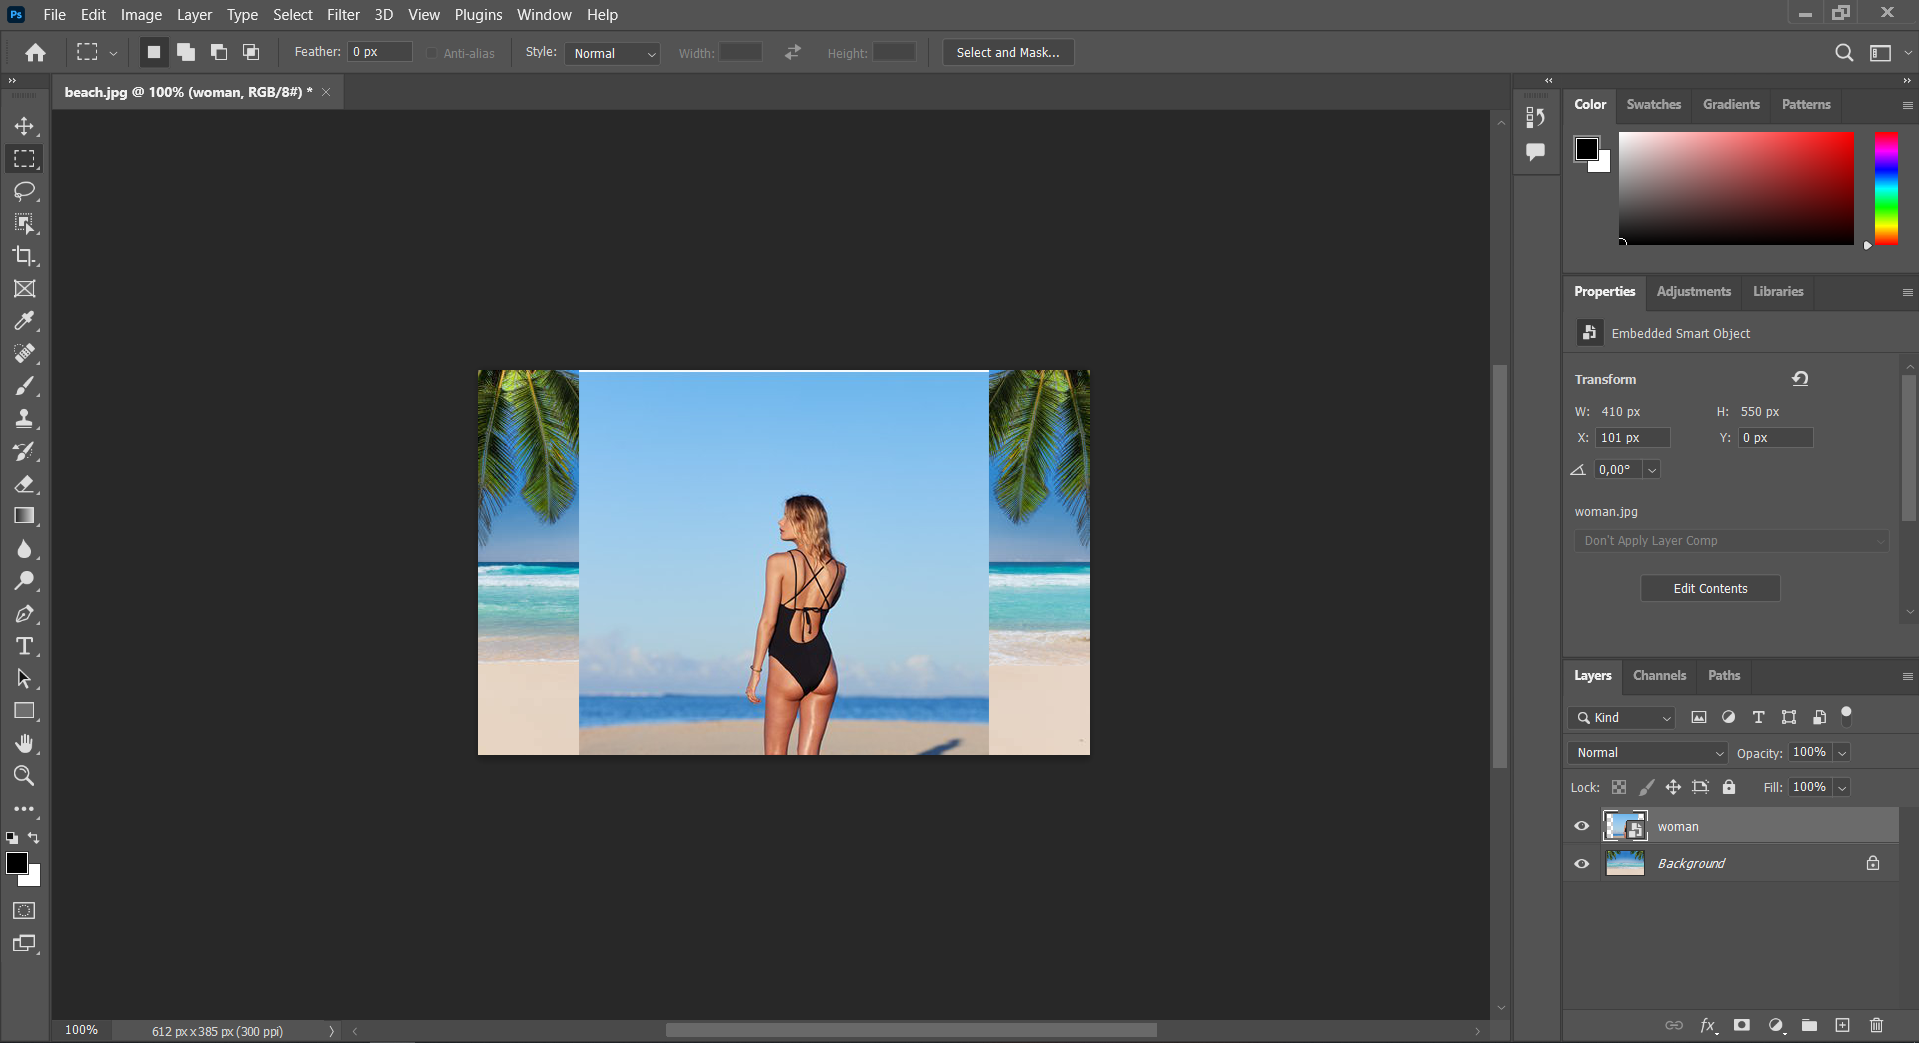 Ps File Edit Image Layer Type Select Filter 3D View Plugins Window Help
Feather: 0 px Anti-alias Style: Normal Width: Height: Select and Mask...
beach.jpg @ 100% (woman, RGB/8#) *
Color Swatches Gradients Patterns
Properties Adjustments Libraries
Embedded Smart Object
Transform
W: 410 px H: 550 px
X: 101 px Y: 0 px
0,00°
woman.jpg
Don't Apply Layer Comp
Edit Contents
Layers Channels Paths
Kind
Normal Opacity: 100%
Lock: Fill: 100%
woman
Background
fx
100% 612 px x 385 px (300 ppi)